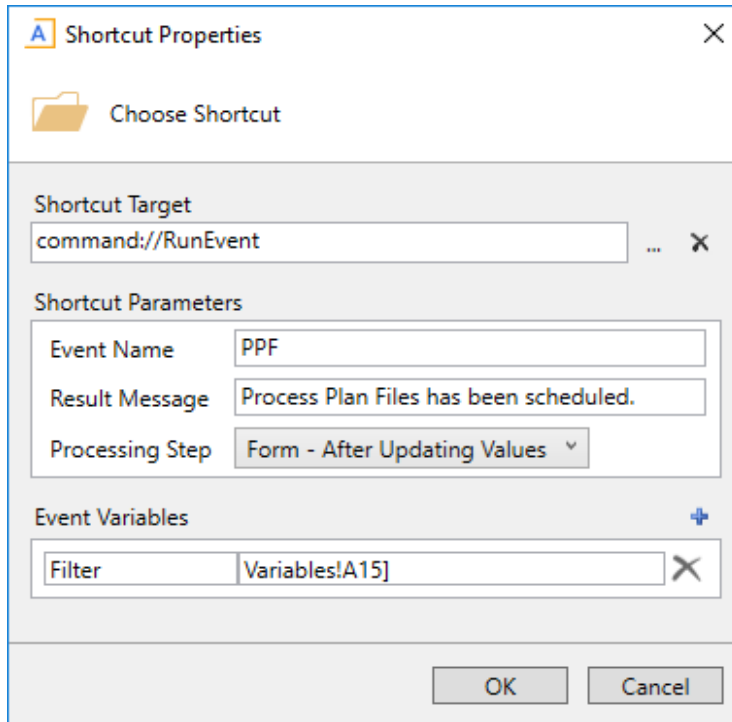 A Shortcut Properties
Choose Shortcut
Shortcut Target
command://RunEvent
...
Shortcut Parameters
Event Name PPF
Result Message Process Plan Files has been scheduled.
Processing Step Form - After Updating Values
Event Variables
Filter Variables!A15]
OK Cancel